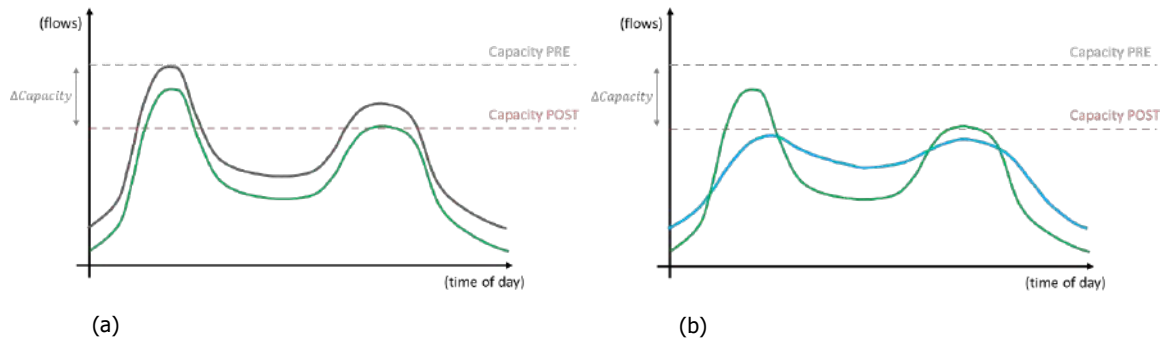 (flows)
Capacity PRE
ΔCapacity
Capacity POST
(time of day)
(a)
(flows)
Capacity PRE
ΔCapacity
Capacity POST
(time of day)
(b)